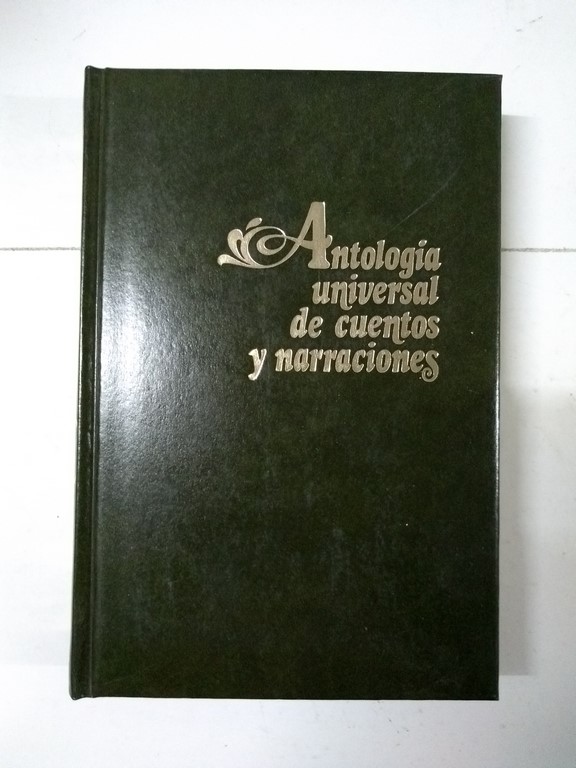 Antología
universal
de cuentos
y narraciones